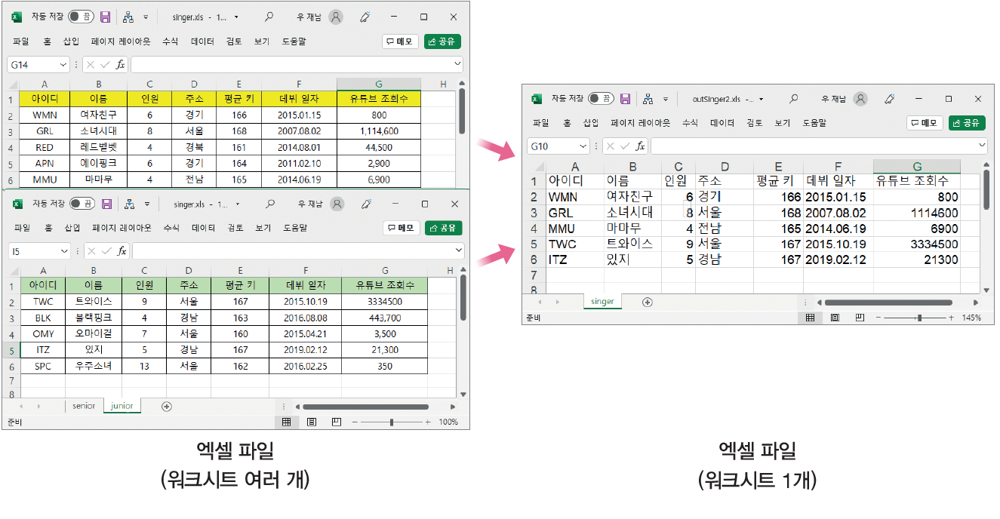 자동 저장 끔 singer.xls - 1... 우 재남
파일 홈 삽입 페이지 레이아웃 수식 데이터 검토 보기 도움말 메모 공유
G14 fx
A B C D E F G H
1 아이디 이름 인원 주소 평균 키 데뷔 일자 유튜브 조회수
2 WMN 여자친구 6 경기 166 2015.01.15 800
3 GRL 소녀시대 8 서울 168 2007.08.02 1,114,600
4 RED 레드벨벳 4 경북 161 2014.08.01 44,500
5 APN 에이핑크 6 경기 164 2011.02.10 2,900
6 MMU 마마무 4 전남 165 2014.06.19 6,900
자동 저장 끔 singer.xls - 1... 우 재남
파일 홈 삽입 페이지 레이아웃 수식 데이터 검토 보기 도움말 메모 공유
I5 fx
A B C D E F G H
1 아이디 이름 인원 주소 평균 키 데뷔 일자 유튜브 조회수
2 TWC 트와이스 9 서울 167 2015.10.19 3334500
3 BLK 블랙핑크 4 경남 163 2016.08.08 443,700
4 OMY 오마이걸 7 서울 160 2015.04.21 3,500
5 ITZ 있지 5 경남 167 2019.02.12 21,300
6 SPC 우주소녀 13 서울 162 2016.02.25 350
7
8
senior junior
준비 100%
엑셀 파일
(워크시트 여러 개)
자동 저장 끔 outSinger2.xls -... 우 재남
파일 홈 삽입 페이지 레이아웃 수식 데이터 검토 보기 도움말 메모 공유
G10 fx
A B C D E F G
1 아이디 이름 인원 주소 평균 키 데뷔 일자 유튜브 조회수
2 WMN 여자친구 6 경기 166 2015.01.15 800
3 GRL 소녀시대 8 서울 168 2007.08.02 1114600
4 MMU 마마무 4 전남 165 2014.06.19 6900
5 TWC 트와이스 9 서울 167 2015.10.19 3334500
6 ITZ 있지 5 경남 167 2019.02.12 21300
7
8
singer
준비 145%
엑셀 파일
(워크시트 1개)